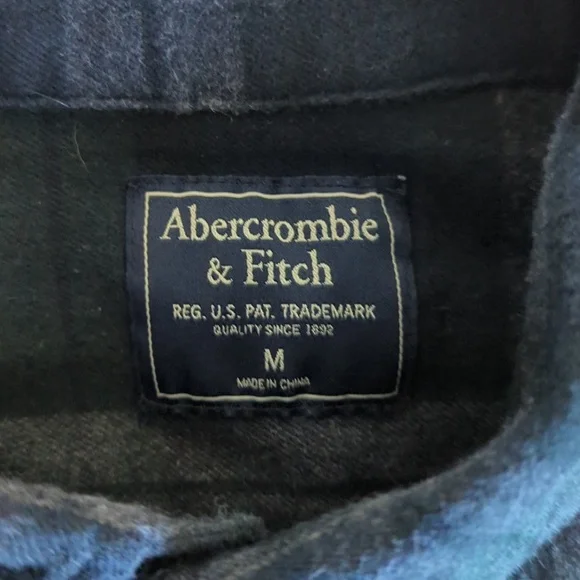 Abercrombie
& Fitch
REG. U.S. PAT. TRADEMARK
QUALITY SINCE 1892
M
MADE IN CHINA